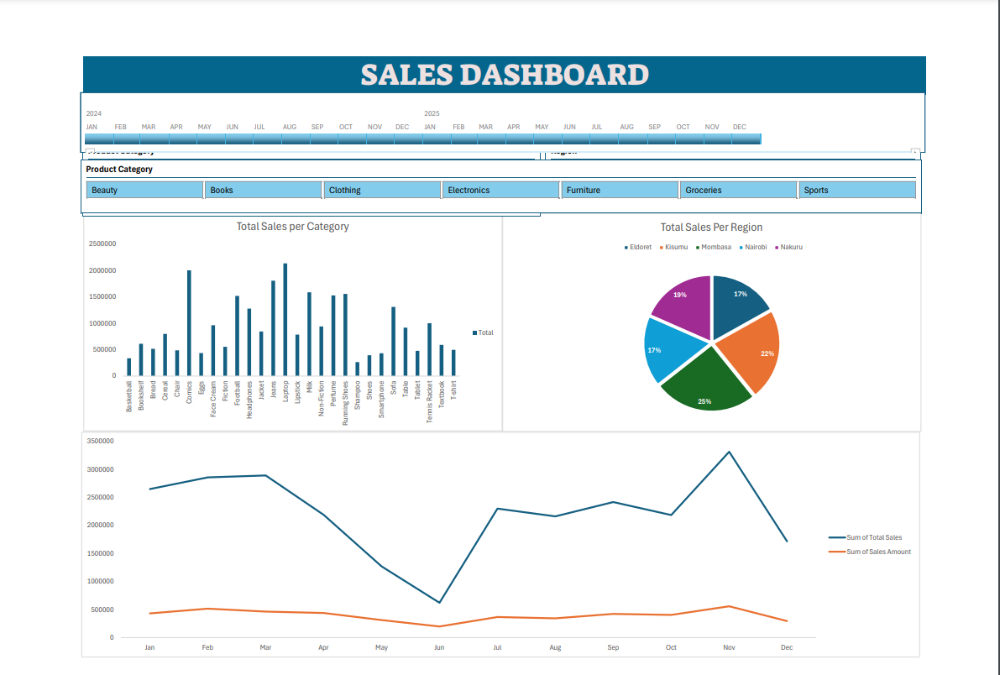 SALES DASHBOARD
2024 2025
JAN FEB MAR APR MAY JUN JUL AUG SEP OCT NOV DEC JAN FEB MAR APR MAY JUN JUL AUG SEP OCT NOV DEC
Product Category Region
Product Category
Beauty Books Clothing Electronics Furniture Groceries Sports
Total Sales per Category
2500000
2000000
1500000
1000000
500000
0
Basketball
Bookshelf
Bread
Cereal
Chair
Comics
Eggs
Face Cream
Fiction
Football
Headphones
Jacket
Jeans
Laptop
Lipstick
Milk
Non-Fiction
Perfume
Running Shoes
Shampoo
Shoes
Smartphone
Sofa
Table
Tablet
Tennis Racket
Textbook
T-shirt
Total
Total Sales Per Region
Eldoret Kisumu Mombasa Nairobi Nakuru
19%
17%
17%
22%
25%
3500000
3000000
2500000
2000000
1500000
1000000
500000
0
Jan Feb Mar Apr May Jun Jul Aug Sep Oct Nov Dec
Sum of Total Sales
Sum of Sales Amount